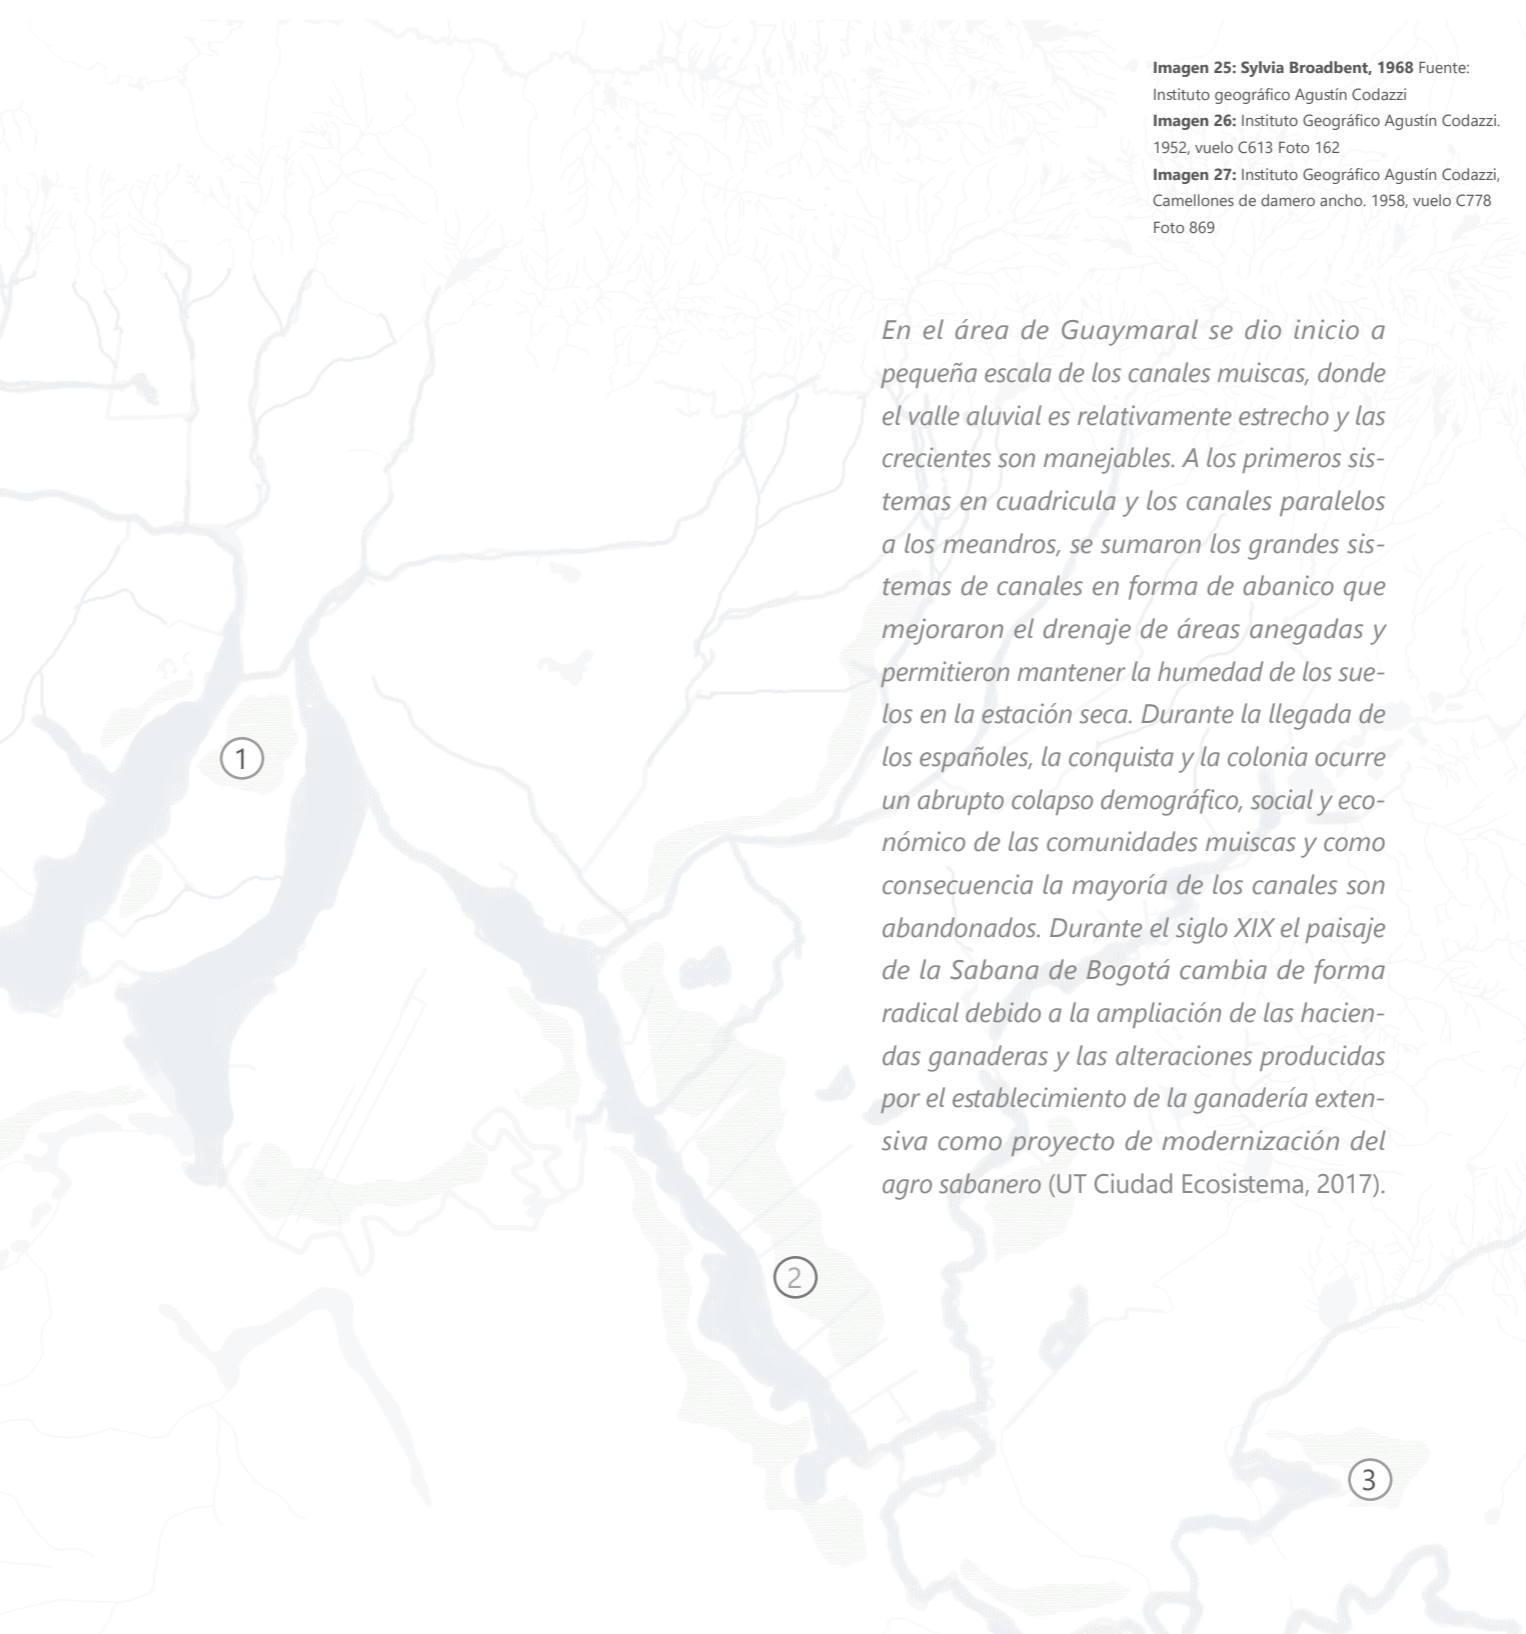 Imagen 25: Sylvia Broadbent, 1968 Fuente:
Instituto geográfico Agustín Codazzi
Imagen 26: Instituto Geográfico Agustín Codazzi.
1952, vuelo C613 Foto 162
Imagen 27: Instituto Geográfico Agustín Codazzi,
Camellones de damero ancho. 1958, vuelo C778
Foto 869
En el área de Guaymaral se dio inicio a
pequeña escala de los canales muiscas, donde
el valle aluvial es relativamente estrecho y las
crecientes son manejables. A los primeros sis-
temas en cuadricula y los canales paralelos
a los meandros, se sumaron los grandes sis-
temas de canales en forma de abanico que
mejoraron el drenaje de áreas anegadas y
permitieron mantener la humedad de los sue-
los en la estación seca. Durante la llegada de
los españoles, la conquista y la colonia ocurre
un abrupto colapso demográfico, social y eco-
nómico de las comunidades muiscas y como
consecuencia la mayoría de los canales son
abandonados. Durante el siglo XIX el paisaje
de la Sabana de Bogotá cambia de forma
radical debido a la ampliación de las hacien-
das ganaderas y las alteraciones producidas
por el establecimiento de la ganadería exten-
siva como proyecto de modernización del
agro sabanero (UT Ciudad Ecosistema, 2017).
1
2
3